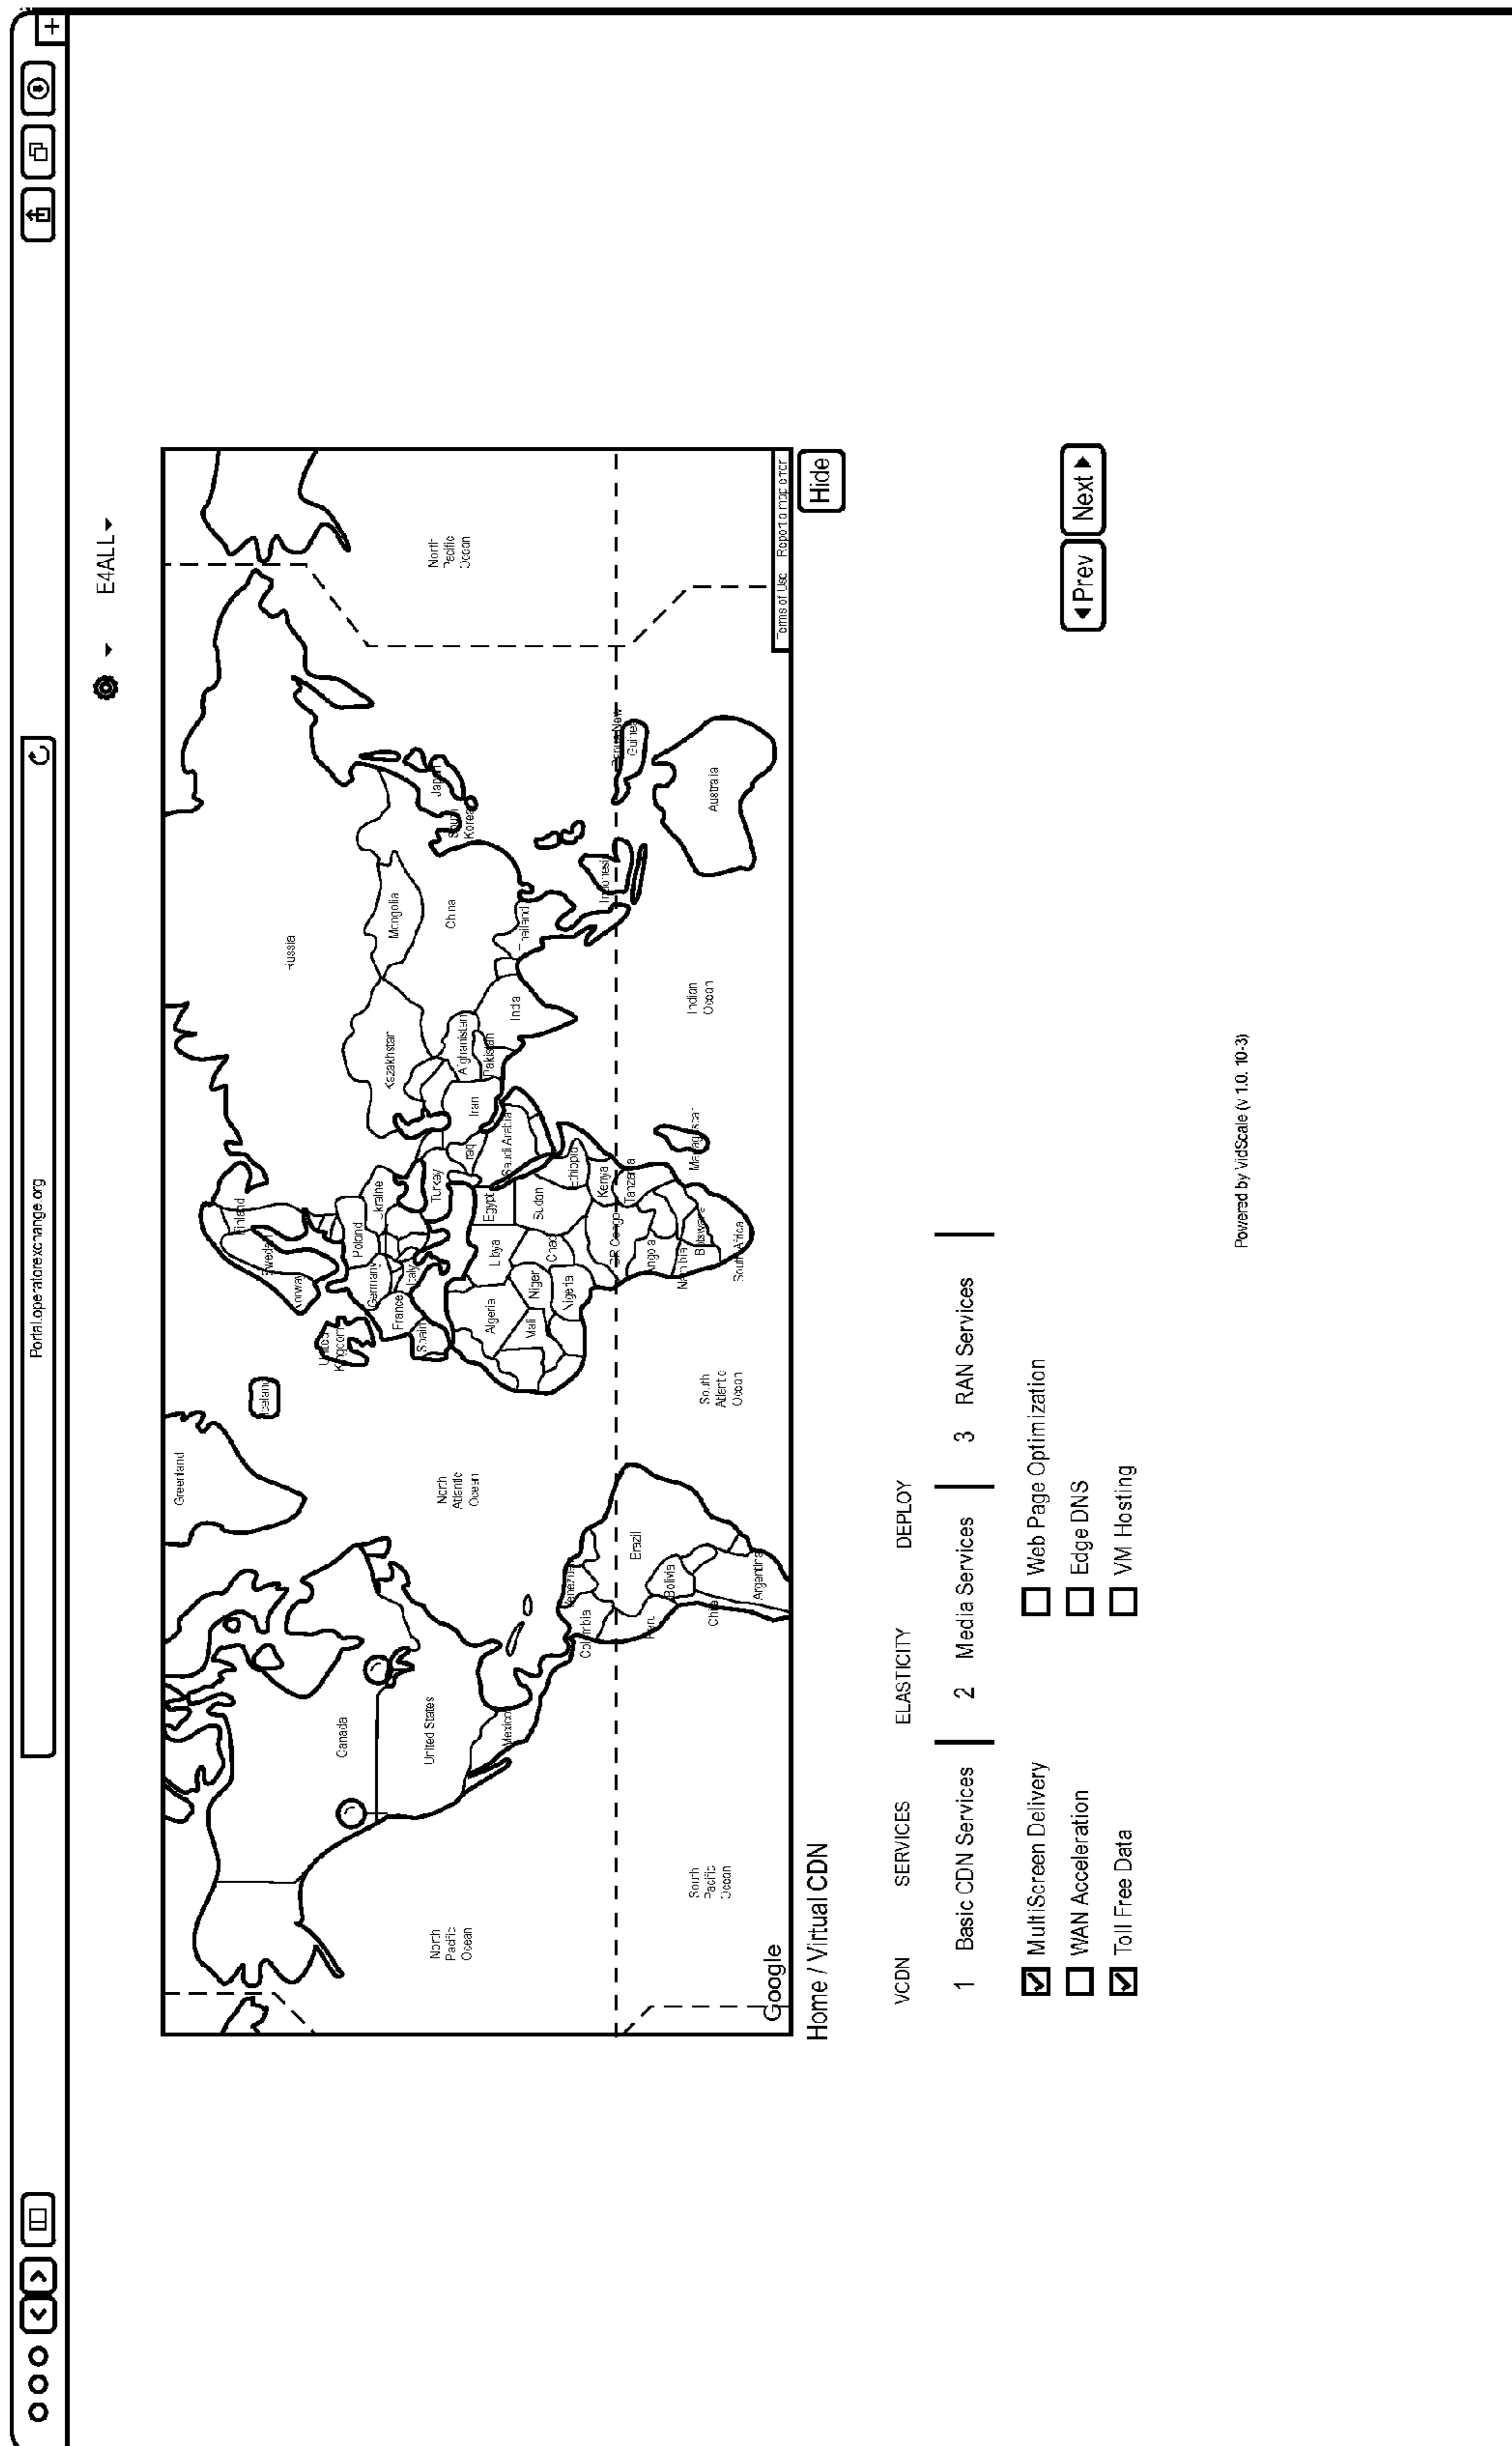 Portal.operatorexchange.org
E4ALL
Greenland
Iceland
Finland
Sweden
Norway
Russia
United
Kingdom
Canada
Poland
Ukraine
Germany
France
Italy
Spain
Kazakhstan
Mongolia
United States
North
Pacific
Ocean
North
Atlantic
Ocean
Turkey
Iraq
Iran
Afghanistan
Pakistan
China
South
Korea
Japan
North
Pacific
Ocean
Mexico
Algeria
Libya
Egypt
Saudi Arabia
India
Thailand
Mali
Niger
Chad
Sudan
Nigeria
Ethiopia
Venezuela
Colombia
DR Congo
Kenya
Indonesia
Papua New
Guinea
Brazil
Peru
Bolivia
Angola
Tanzania
Namibia
Botswana
Madagascar
South
Pacific
Ocean
Chile
Argentina
South
Atlantic
Ocean
South Africa
Indian
Ocean
Australia
Google
Terms of Use Report a map error
Home / Virtual CDN
Hide
VCDN SERVICES ELASTICITY DEPLOY
1 Basic CDN Services 2 Media Services 3 RAN Services
MultiScreen Delivery Web Page Optimization
WAN Acceleration Edge DNS
Toll Free Data VM Hosting
Prev Next
Powered by VidScale (v 1.0. 10-3)